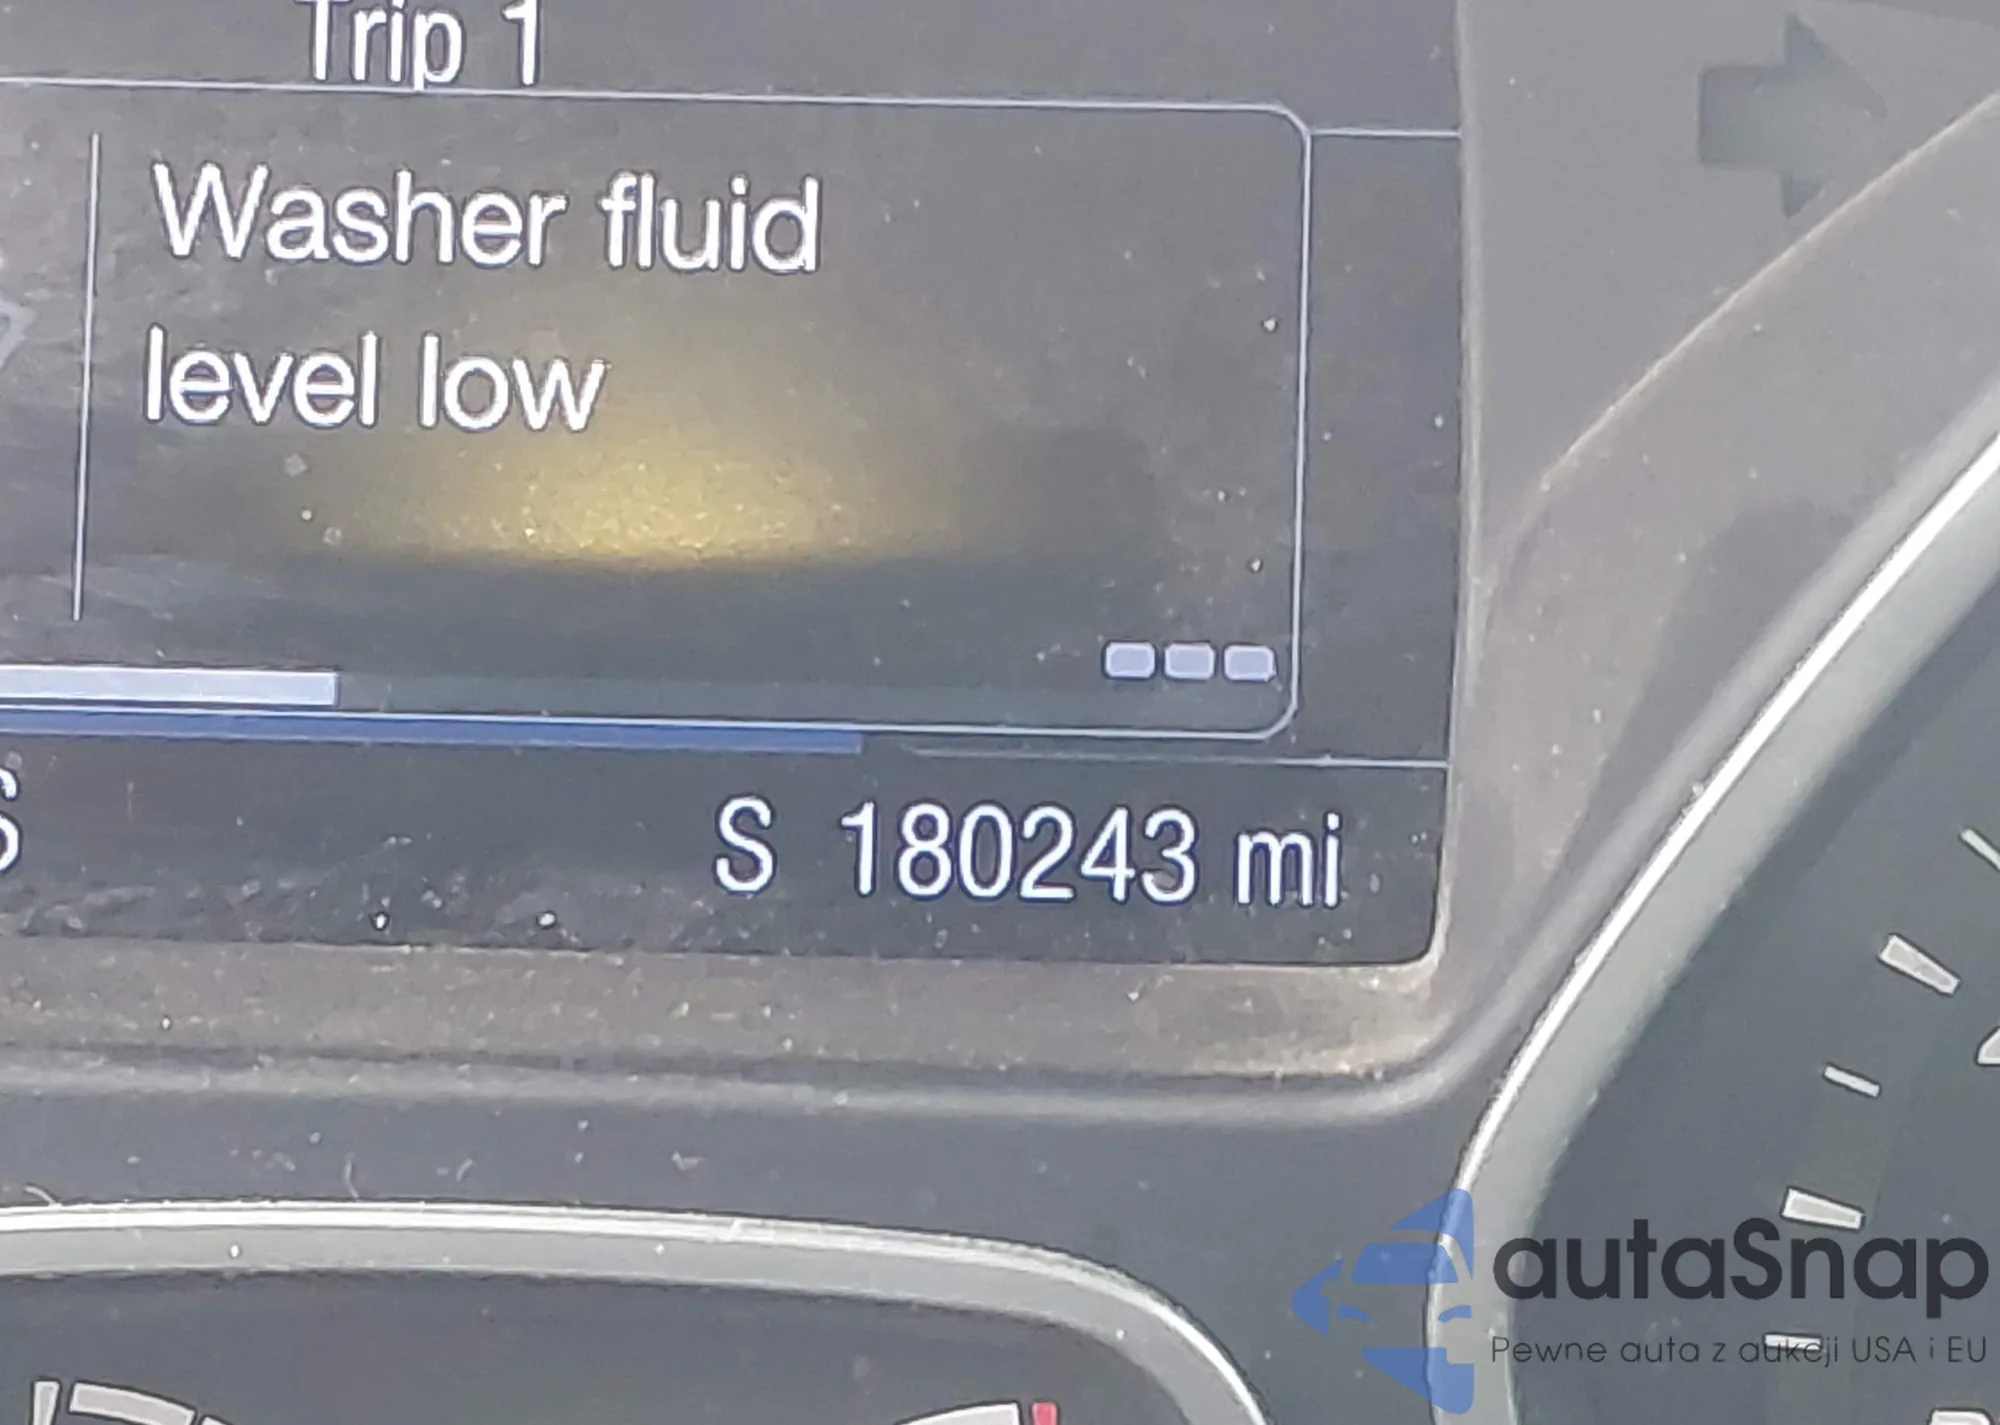 Trip 1
Washer fluid
level low
S 180243 mi
autaSnap
Pewne auta z aukcji USA i EU